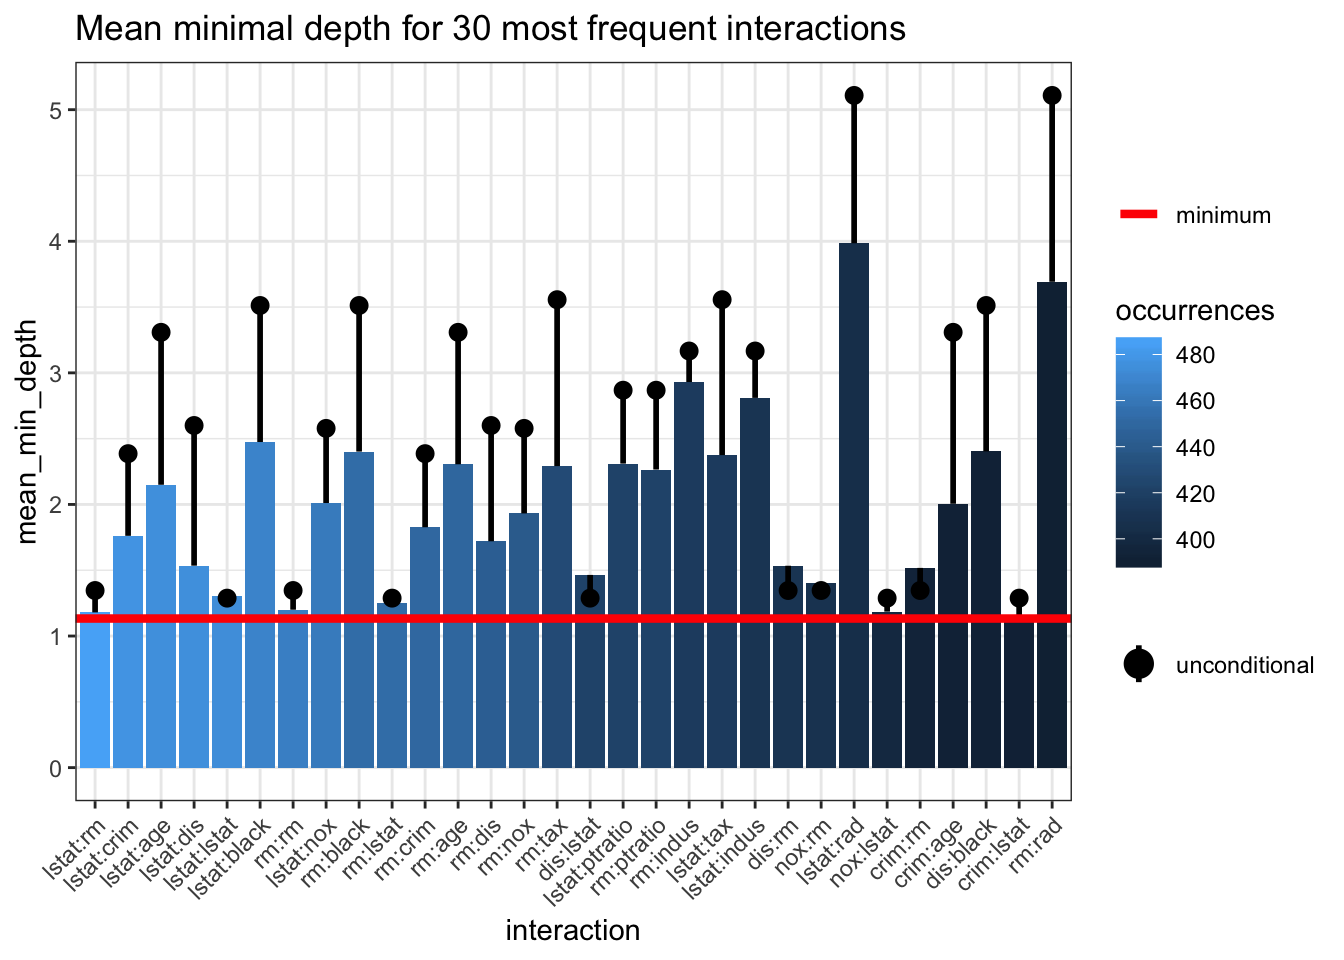 Mean minimal depth for 30 most frequent interactions
mean_min_depth
5
4
3
2
1
0
lstat:rm
lstat:crim
lstat:age
lstat:dis
lstat:lstat
lstat:black
rm:rm
lstat:nox
rm:black
rm:lstat
rm:crim
rm:age
rm:dis
rm:nox
rm:tax
dis:lstat
lstat:ptratio
rm:ptratio
rm:indus
lstat:tax
lstat:indus
dis:rm
nox:rm
lstat:rad
nox:lstat
crim:rm
crim:age
dis:black
crim:lstat
rm:rad
interaction
minimum
occurrences
480
460
440
420
400
unconditional